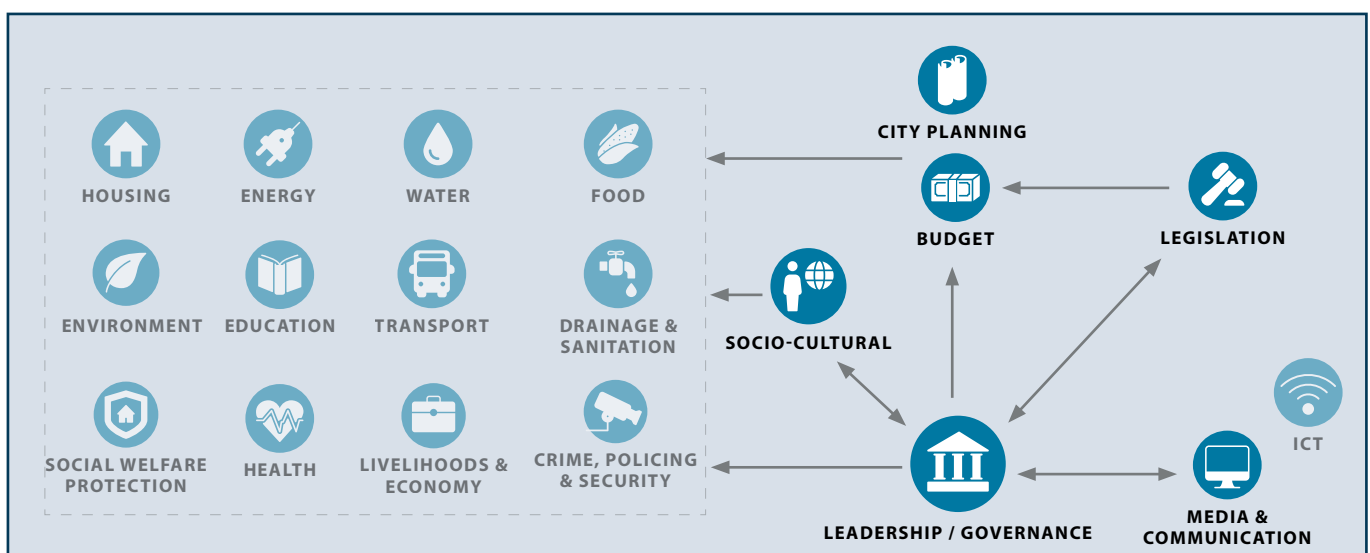 CITY PLANNING
HOUSING
ENERGY
WATER
FOOD
BUDGET
LEGISLATION
ENVIRONMENT
EDUCATION
TRANSPORT
DRAINAGE &
SANITATION
SOCIO-CULTURAL
ICT
SOCIAL WELFARE
PROTECTION
HEALTH
LIVELIHOODS &
ECONOMY
CRIME, POLICING
& SECURITY
LEADERSHIP / GOVERNANCE
MEDIA &
COMMUNICATION